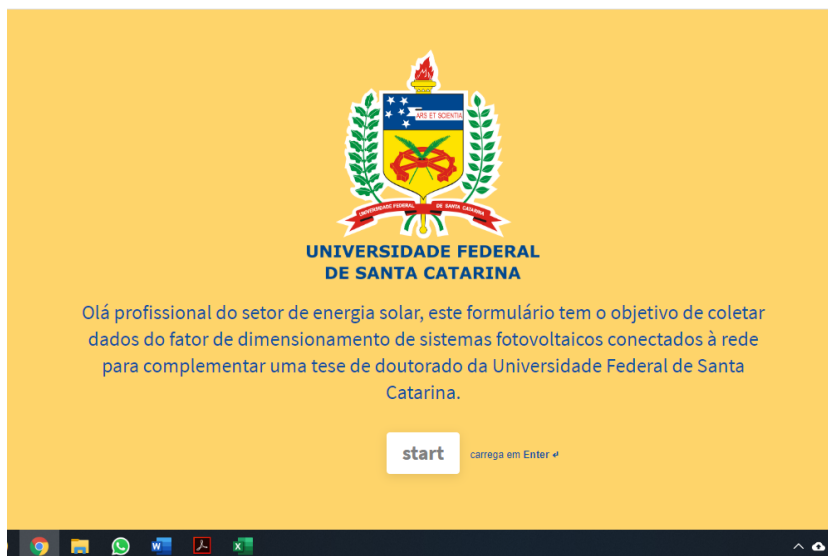 ARS ET SCIENTIA
UNIVERSIDADE FEDERAL DE SANTA CATARINA
UNIVERSIDADE FEDERAL
DE SANTA CATARINA
Olá profissional do setor de energia solar, este formulário tem o objetivo de coletar
dados do fator de dimensionamento de sistemas fotovoltaicos conectados à rede
para complementar uma tese de doutorado da Universidade Federal de Santa
Catarina.
start
carrega em Enter ↵